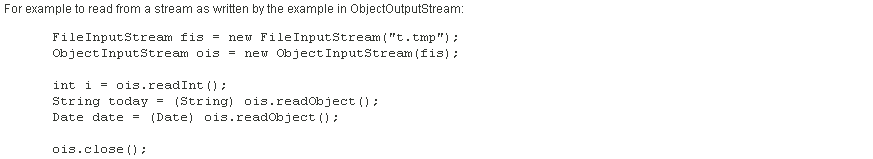 For example to read from a stream as written by the example in ObjectOutputStream:
FileInputStream fis = new FileInputStream("t.tmp");
ObjectInputStream ois = new ObjectInputStream(fis);
int i = ois.readInt();
String today = (String) ois.readObject();
Date date = (Date) ois.readObject();
ois.close();